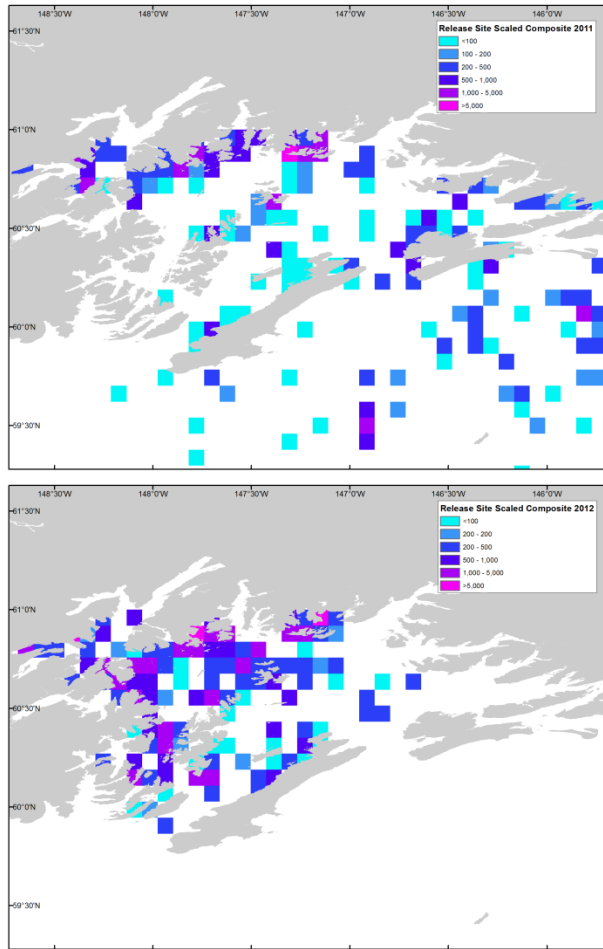 148°30'W 148°0'W 147°30'W 147°0'W 146°30'W 146°0'W
61°30'N
61°0'N
60°30'N
60°0'N
59°30'N
Release Site Scaled Composite 2011
<100
100 - 200
200 - 500
500 - 1,000
1,000 - 5,000
>5,000
148°30'W 148°0'W 147°30'W 147°0'W 146°30'W 146°0'W
61°30'N
61°0'N
60°30'N
60°0'N
59°30'N
Release Site Scaled Composite 2012
<100
200 - 200
200 - 500
500 - 1,000
1,000 - 5,000
>5,000